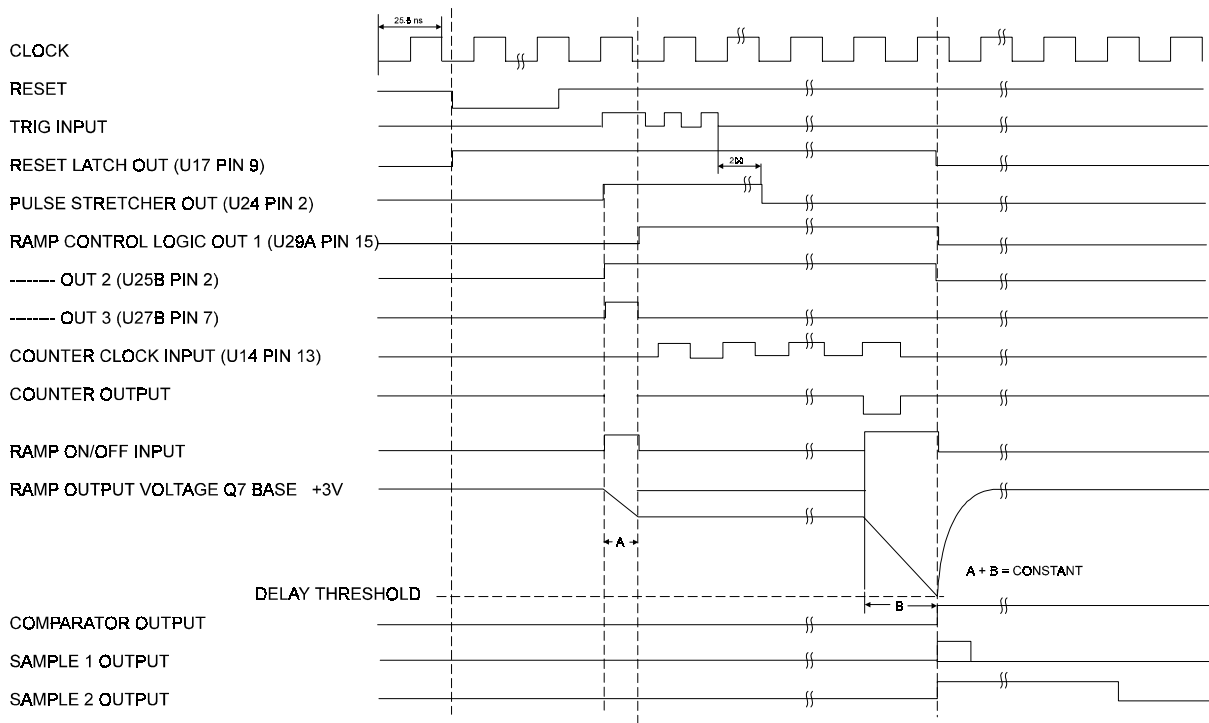 25.6 ns
CLOCK
RESET
TRIG INPUT
RESET LATCH OUT (U17 PIN 9)
PULSE STRETCHER OUT (U24 PIN 2)
RAMP CONTROL LOGIC OUT 1 (U29A PIN 15)
-------- OUT 2 (U25B PIN 2)
-------- OUT 3 (U27B PIN 7)
COUNTER CLOCK INPUT (U14 PIN 13)
COUNTER OUTPUT
RAMP ON/OFF INPUT
RAMP OUTPUT VOLTAGE Q7 BASE +3V
A
A + B = CONSTANT
DELAY THRESHOLD
B
COMPARATOR OUTPUT
SAMPLE 1 OUTPUT
SAMPLE 2 OUTPUT